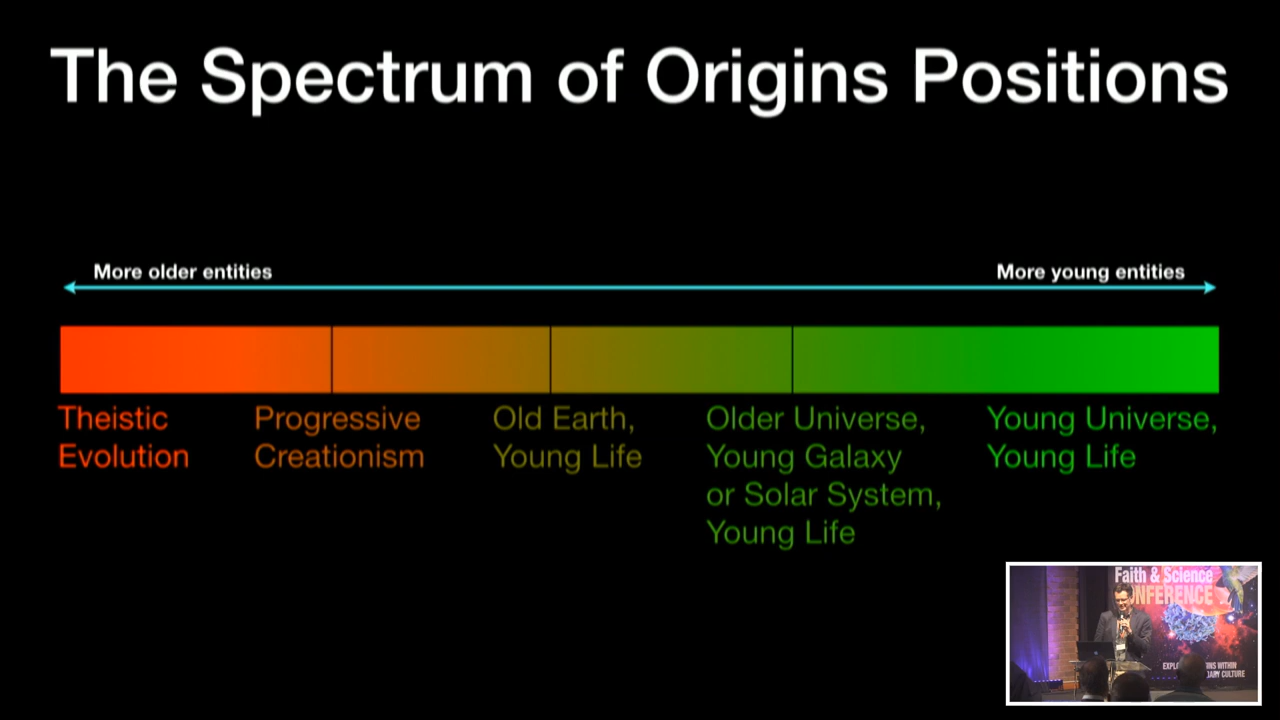 The Spectrum of Origins Positions
More older entities
More young entities
Theistic
Evolution
Progressive
Creationism
Old Earth,
Young Life
Older Universe,
Young Galaxy
or Solar System,
Young Life
Young Universe,
Young Life
Faith & Science